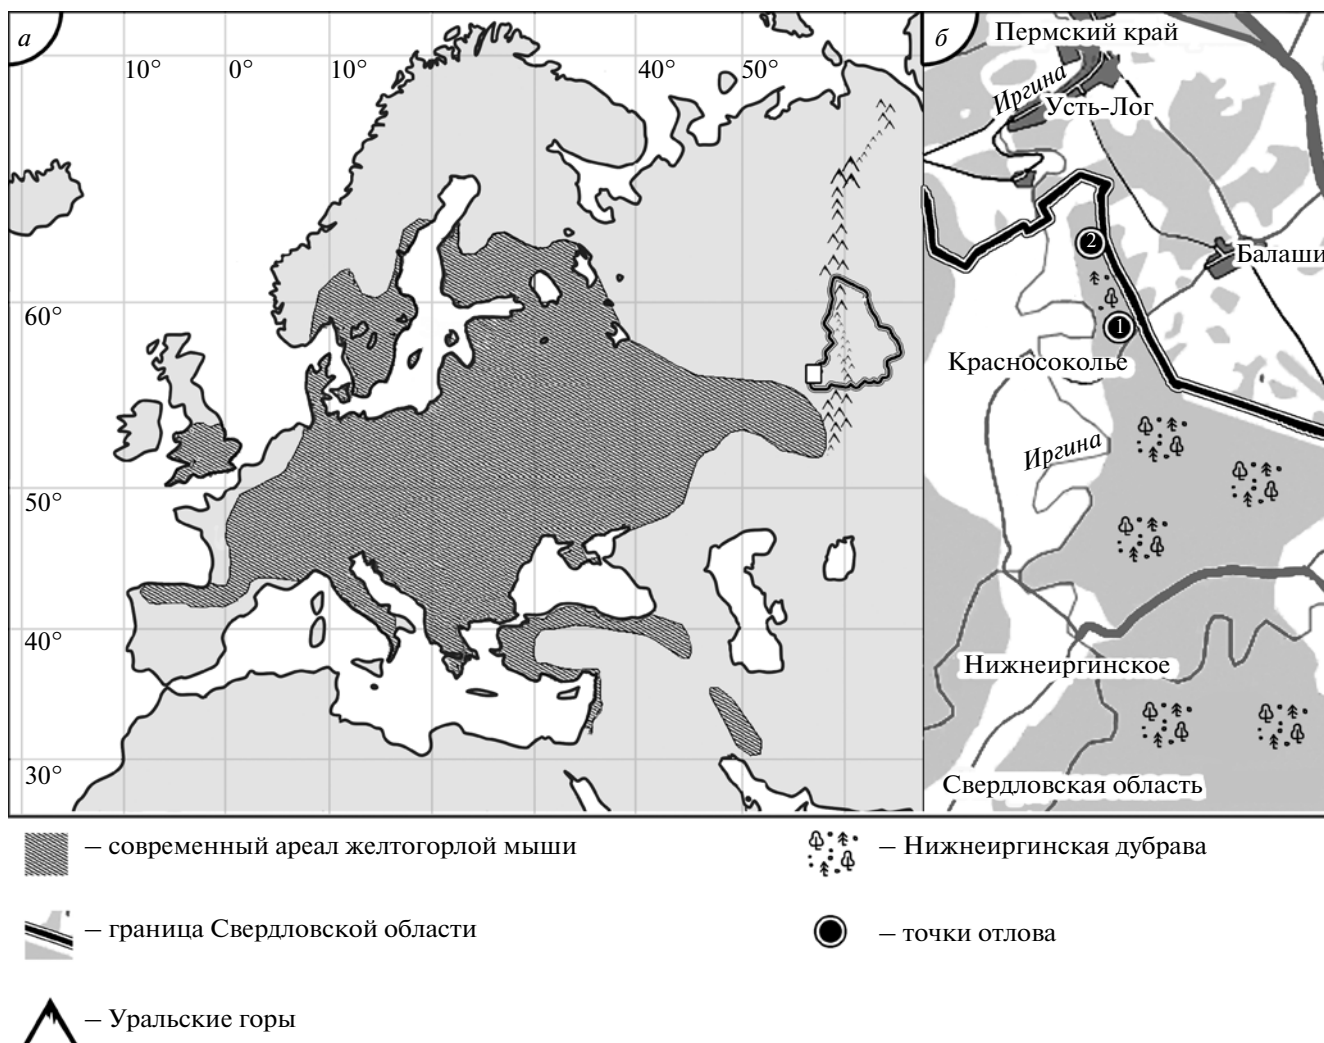 а
10° 0° 10° 40° 50°
60°
50°
40°
30°
б
Пермский край
Иргина
Усть-Лог
2
Балаши
1
Красносоколье
Иргина
Нижнеиргинское
Свердловская область
– современный ареал желтогорлой мыши
– Нижнеиргинская дубрава
– граница Свердловской области
– точки отлова
– Уральские горы